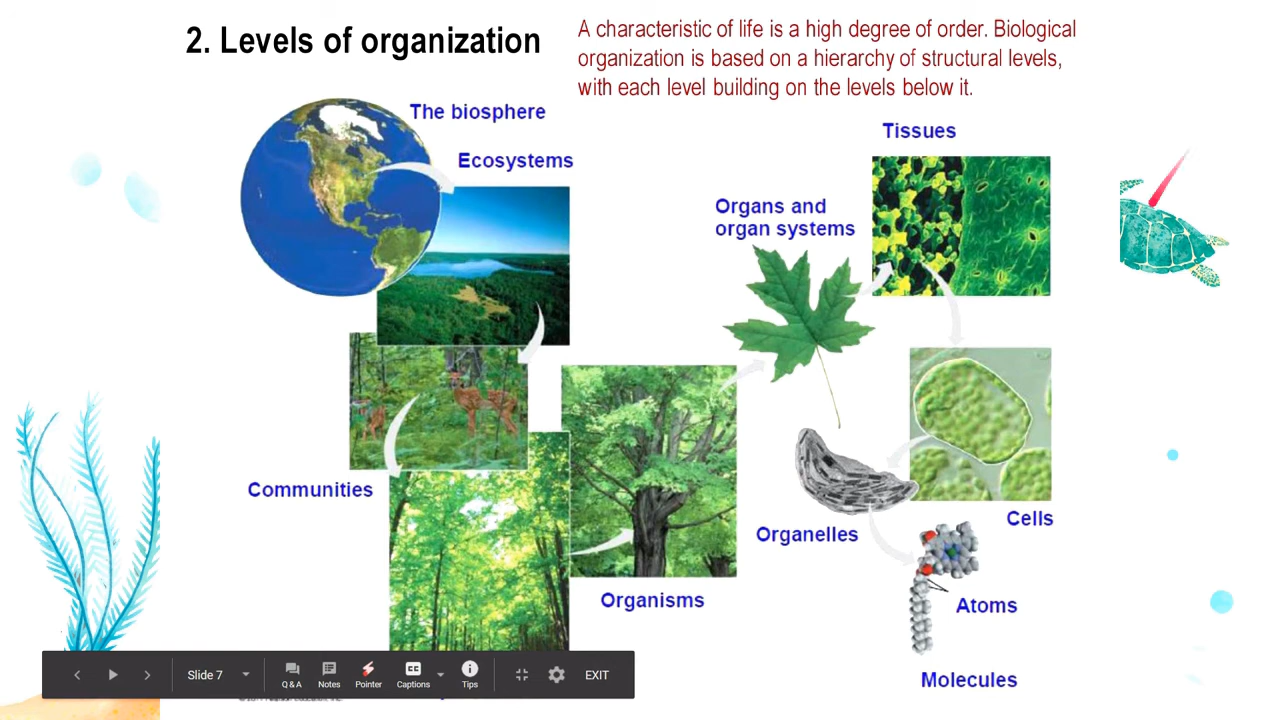 2. Levels of organization
A characteristic of life is a high degree of order. Biological
organization is based on a hierarchy of structural levels,
with each level building on the levels below it.
The biosphere
Ecosystems
Tissues
Organs and
organ systems
Communities
Cells
Organelles
Organisms
Atoms
Molecules
Slide 7
Q & A
Notes
Pointer
CC
Captions
Tips
EXIT